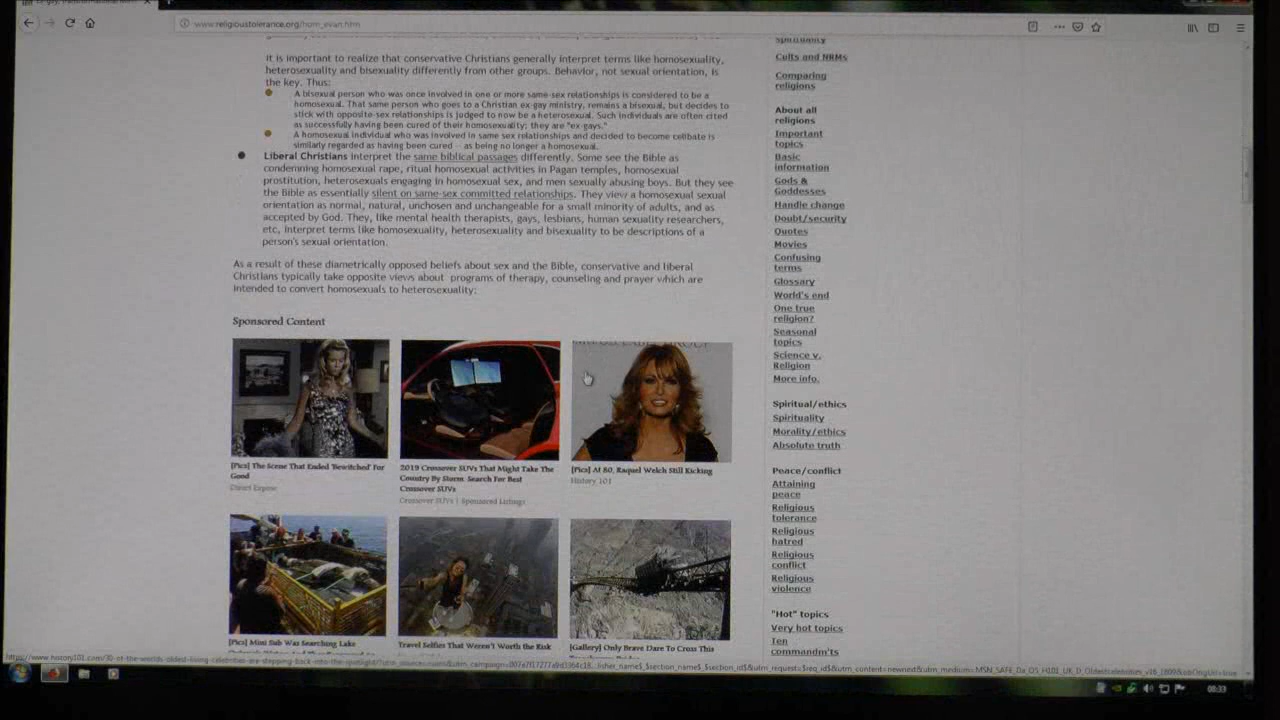 www.religioustolerance.org/hom_evan.htm
It is important to realize that conservative Christians generally interpret terms like homosexuality,
heterosexuality and bisexuality differently from other groups. Behavior, not sexual orientation, is
the key. Thus:
A bisexual person who was once involved in one or more same-sex relationships is considered to be a
homosexual. That same person who goes to a Christian ex-gay ministry, remains a bisexual, but decides to
stick with opposite-sex relationships is judged to now be a heterosexual. Such individuals are often cited
as successfully having been cured of their homosexuality; they are "ex-gays."
A homosexual individual who was involved in same sex relationships and decided to become celibate is
similarly regarded as having been cured -- as being no longer a homosexual.
Liberal Christians interpret the same biblical passages differently. Some see the Bible as
condemning homosexual rape, ritual homosexual activities in Pagan temples, homosexual
prostitution, heterosexuals engaging in homosexual sex, and men sexually abusing boys. But they see
the Bible as essentially silent on same-sex committed relationships. They view a homosexual sexual
orientation as normal, natural, unchosen and unchangeable for a small minority of adults, and as
accepted by God. They, like mental health therapists, gays, lesbians, human sexuality researchers,
etc, interpret terms like homosexuality, heterosexuality and bisexuality to be descriptions of a
person's sexual orientation.
As a result of these diametrically opposed beliefs about sex and the Bible, conservative and liberal
Christians typically take opposite views about programs of therapy, counseling and prayer which are
intended to convert homosexuals to heterosexuality:
Sponsored Content
[Pics] The Scene That Ended 'Bewitched' For
Good
Direct Expose
2019 Crossover SUVs That Might Take The
Country By Storm. Search For Best
Crossover SUVs
Crossover SUVs | Sponsored Listings
[Pics] At 80, Raquel Welch Still Kicking
History 101
[Pics] Mini Sub Was Searching Lake
Travel Selfies That Weren't Worth the Risk
[Gallery] Only Brave Dare To Cross This
spirituality
Cults and NRMs
Comparing
religions
About all
religions
Important
topics
Basic
information
Gods &
Goddesses
Handle change
Doubt/security
Quotes
Movies
Confusing
terms
Glossary
World's end
One true
religion?
Seasonal
topics
Science v.
Religion
More info.
Spiritual/ethics
Spirituality
Morality/ethics
Absolute truth
Peace/conflict
Attaining
peace
Religious
tolerance
Religious
hatred
Religious
conflict
Religious
violence
"Hot" topics
Very hot topics
Ten
commandm'ts
08:33